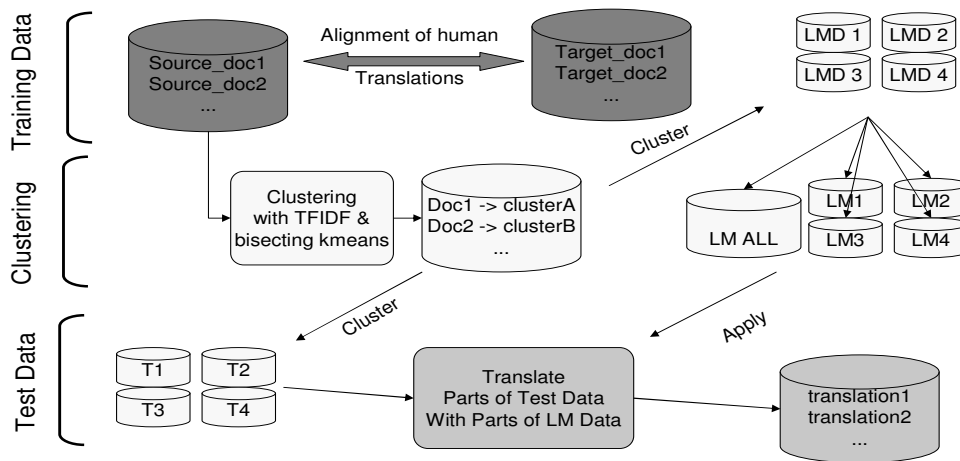 Training Data
Source_doc1
Source_doc2
...
Alignment of human
Translations
Target_doc1
Target_doc2
...
LMD 1
LMD 2
LMD 3
LMD 4
Cluster
Clustering
Clustering
with TFIDF &
bisecting kmeans
Doc1 -> clusterA
Doc2 -> clusterB
...
LM ALL
LM1
LM2
LM3
LM4
Cluster
Apply
Test Data
T1
T2
T3
T4
Translate
Parts of Test Data
With Parts of LM Data
translation1
translation2
...